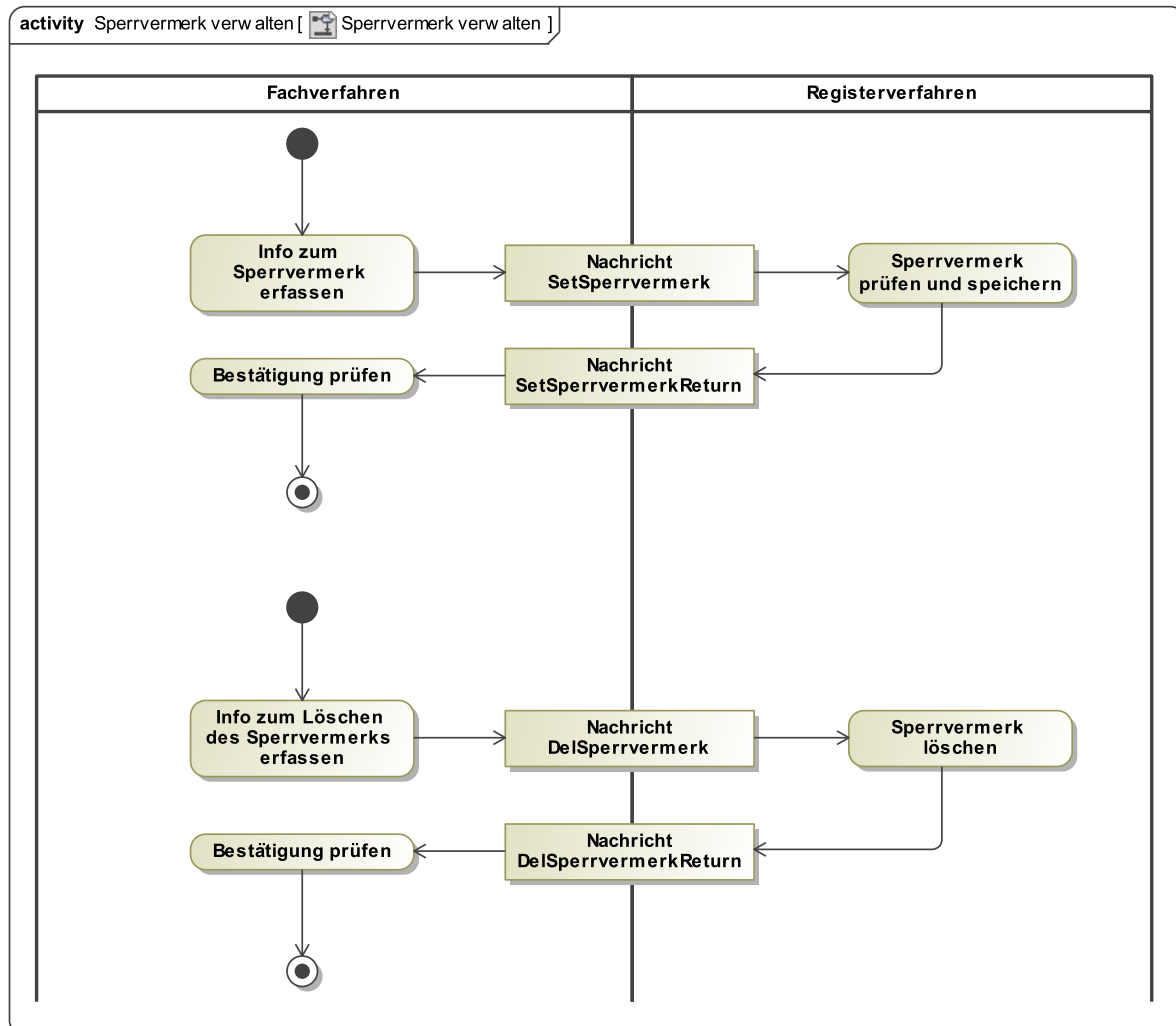 activity Sperrvermerk verwalten [ Sperrvermerk verwalten ]
Fachverfahren
Registerverfahren
Info zum
Sperrvermerk
erfassen
Nachricht
SetSperrvermerk
Sperrvermerk
prüfen und speichern
Bestätigung prüfen
Nachricht
SetSperrvermerkReturn
Info zum Löschen
des Sperrvermerks
erfassen
Nachricht
DelSperrvermerk
Sperrvermerk
löschen
Bestätigung prüfen
Nachricht
DelSperrvermerkReturn